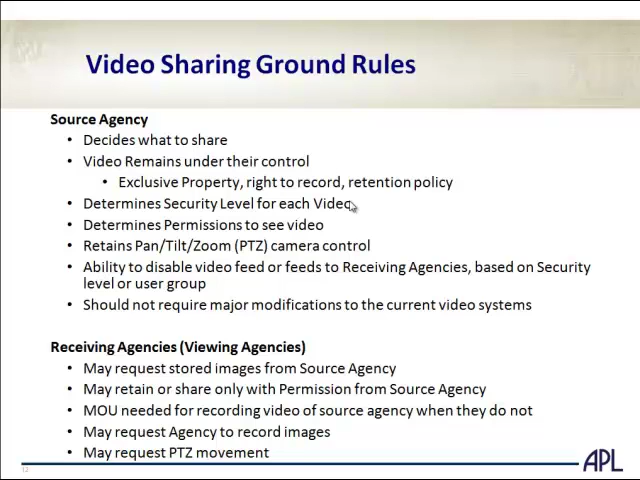 Video Sharing Ground Rules
Source Agency
• Decides what to share
• Video Remains under their control
• Exclusive Property, right to record, retention policy
• Determines Security Level for each Video
• Determines Permissions to see video
• Retains Pan/Tilt/Zoom (PTZ) camera control
• Ability to disable video feed or feeds to Receiving Agencies, based on Security
level or user group
• Should not require major modifications to the current video systems
Receiving Agencies (Viewing Agencies)
• May request stored images from Source Agency
• May retain or share only with Permission from Source Agency
• MOU needed for recording video of source agency when they do not
• May request Agency to record images
• May request PTZ movement
APL